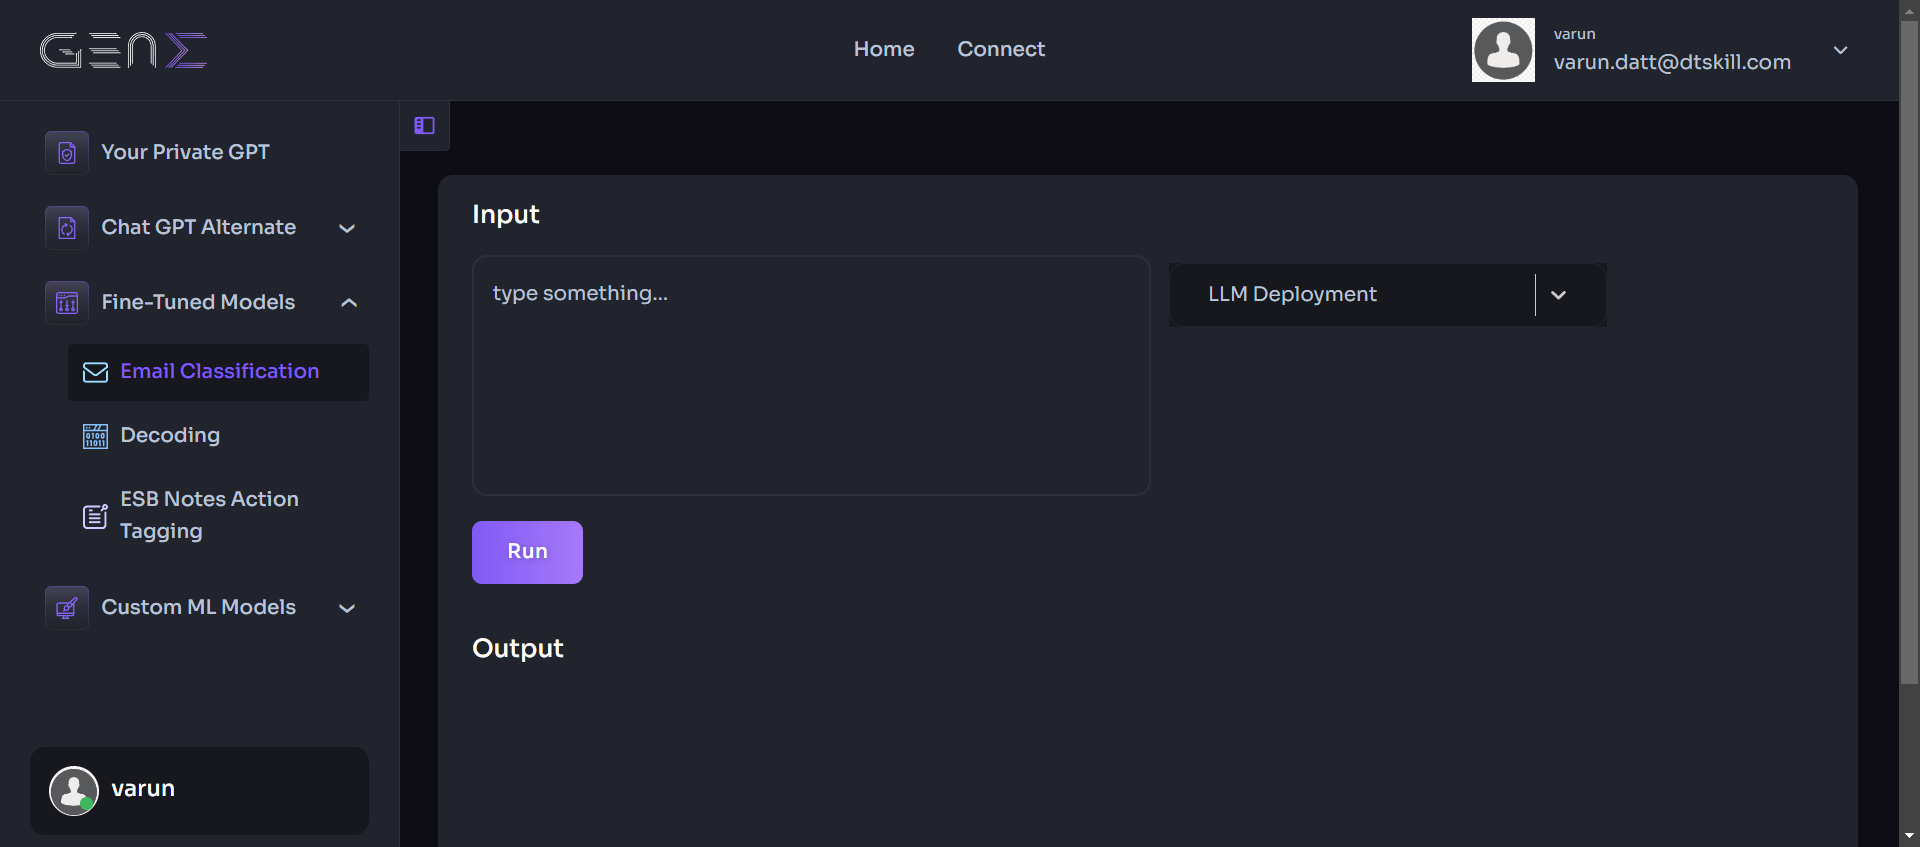 GENE
Home
Connect
varun
varun.datt@dtskill.com
Your Private GPT
Chat GPT Alternate
Fine-Tuned Models
Email Classification
Decoding
ESB Notes Action
Tagging
Custom ML Models
varun
Input
type something...
LLM Deployment
Run
Output